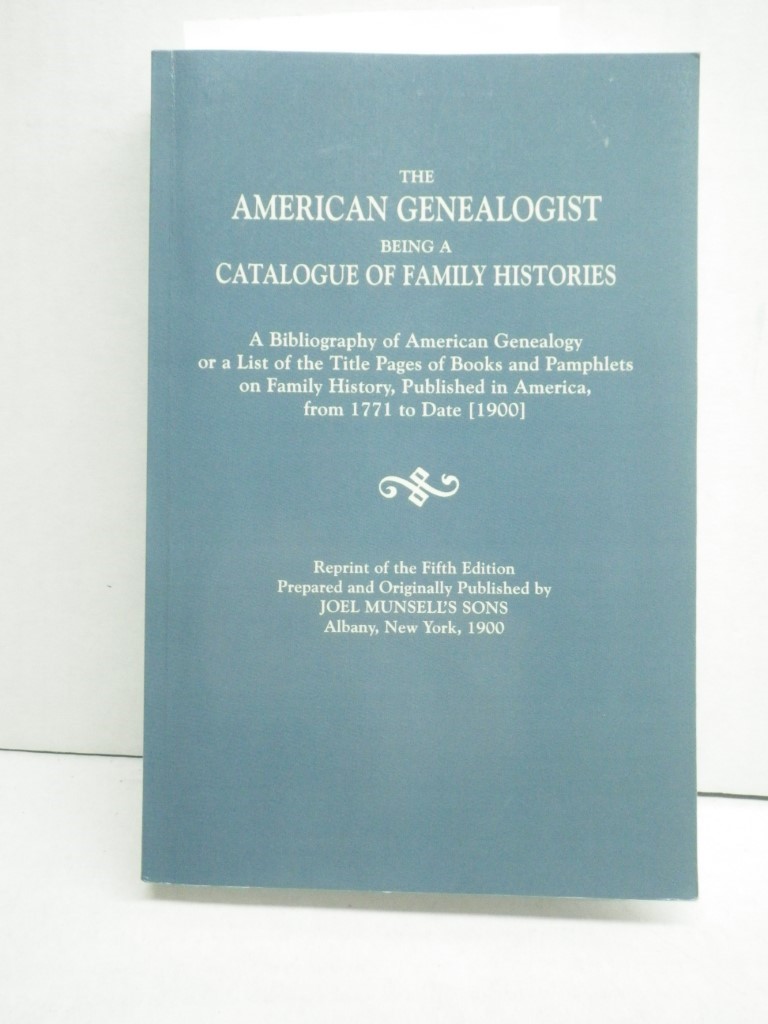 THE
AMERICAN GENEALOGIST
BEING A
CATALOGUE OF FAMILY HISTORIES
A Bibliography of American Genealogy
or a List of the Title Pages of Books and Pamphlets
on Family History, Published in America,
from 1771 to Date [1900]
Reprint of the Fifth Edition
Prepared and Originally Published by
JOEL MUNSELL'S SONS
Albany, New York, 1900